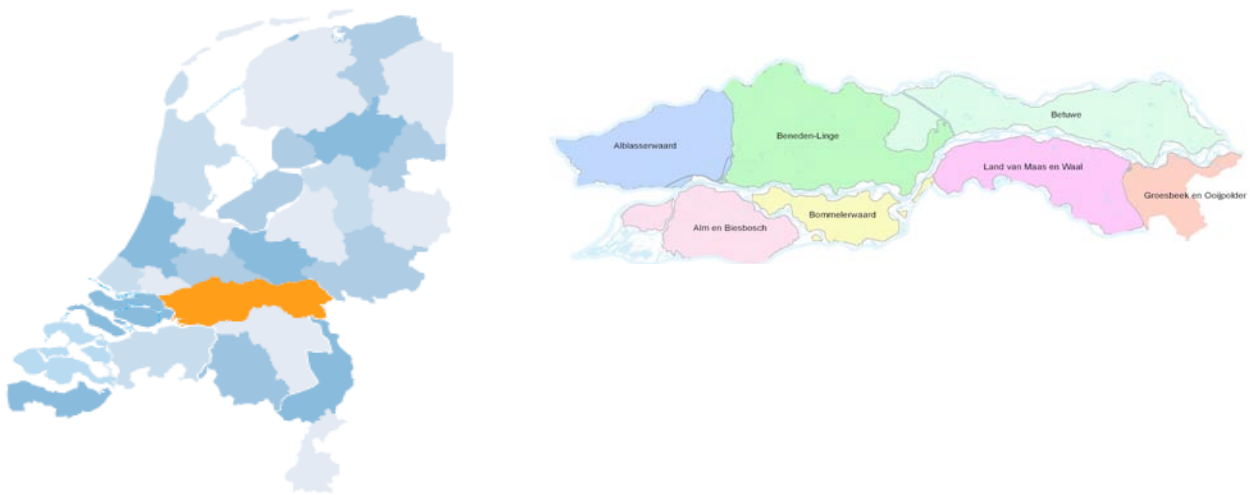 Betuwe
Beneden-Linge
Alblasserwaard
Land van Maas en Waal
Groesbeek en Ooijpolder
Bommelerwaard
Alm en Biesbosch